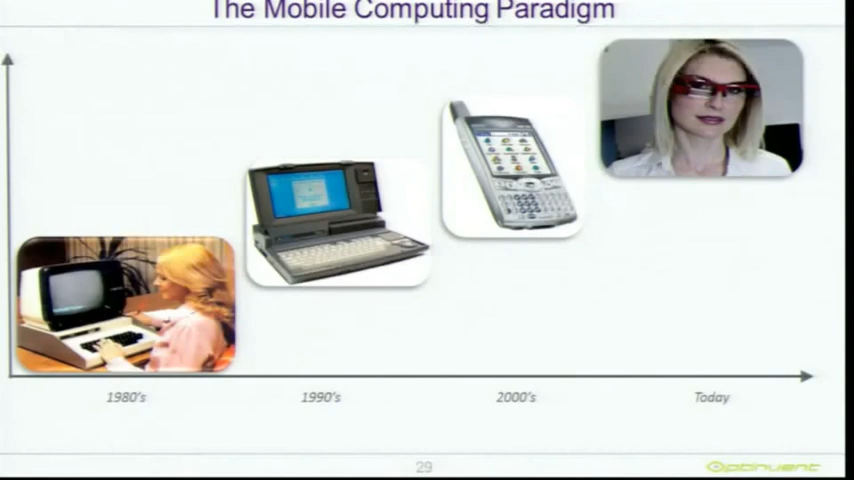 The Mobile Computing Paradigm
1980's
1990's
2000's
Today
29
Optinvent